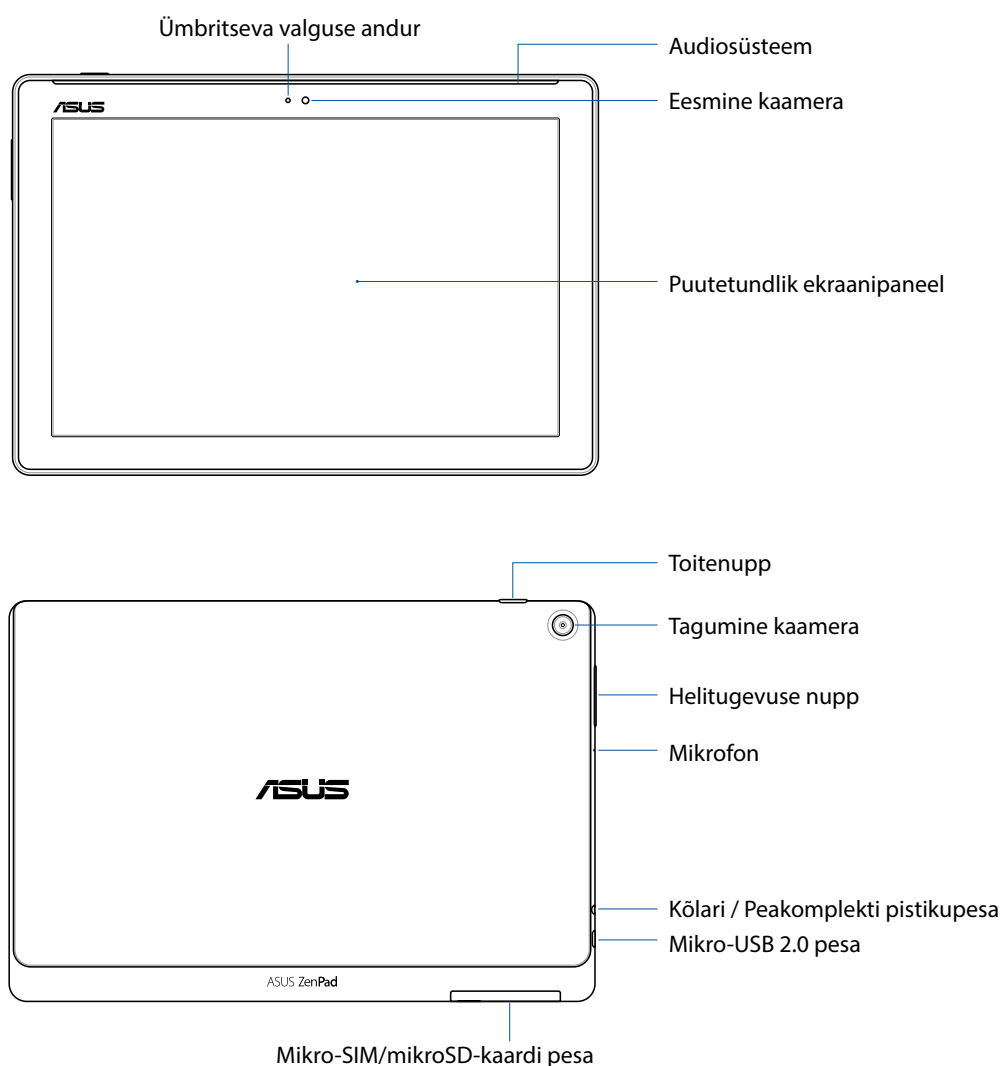 Ümbritseva valguse andur
Audiosüsteem
Eesmine kaamera
ASUS
Puutetundlik ekraanipaneel
Toitenupp
Tagumine kaamera
Helitugevuse nupp
Mikrofon
ASUS
Kõlari / Peakomplekti pistikupesa
Mikro-USB 2.0 pesa
ASUS ZenPad
Mikro-SIM/mikroSD-kaardi pesa